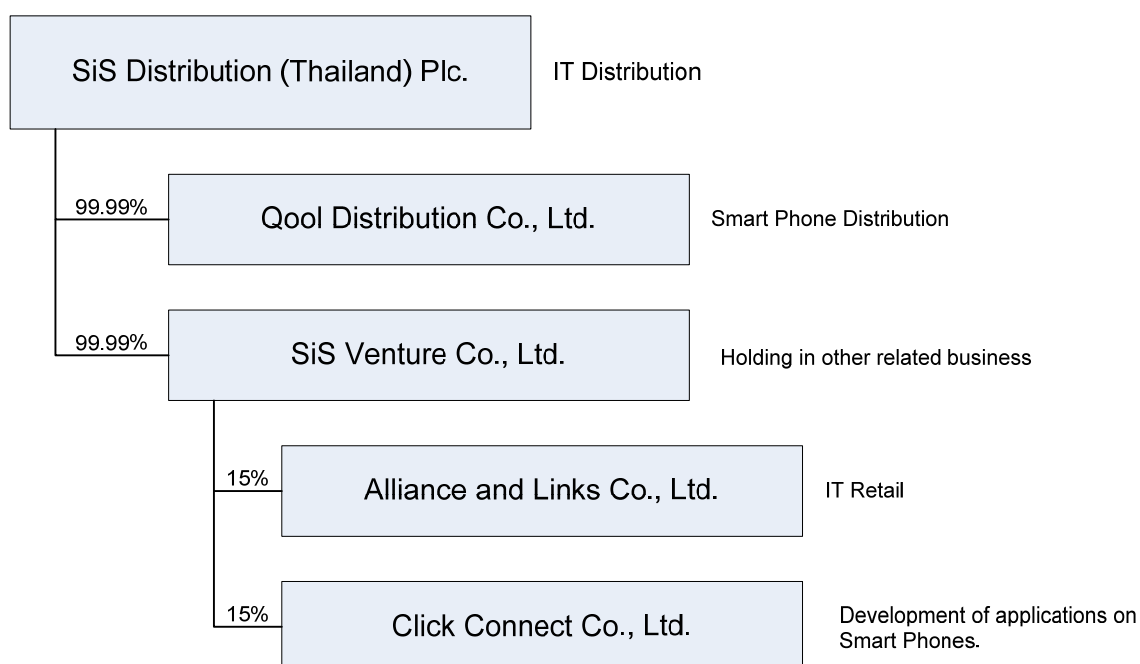 SiS Distribution (Thailand) Plc.
IT Distribution
99.99%
Qool Distribution Co., Ltd.
Smart Phone Distribution
99.99%
SiS Venture Co., Ltd.
Holding in other related business
15%
Alliance and Links Co., Ltd.
IT Retail
15%
Click Connect Co., Ltd.
Development of applications on
Smart Phones.